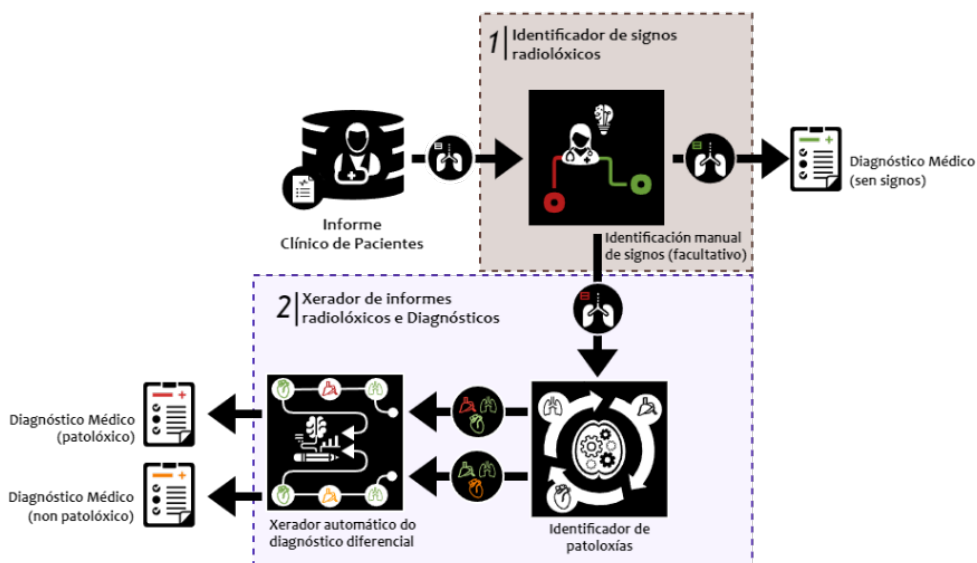 1 Identificador de signos
radiolóxicos
Informe
Clínico de Pacientes
Diagnóstico Médico
(sen signos)
Identificación manual
de signos (facultativo)
2 Xerador de informes
radiolóxicos e Diagnósticos
Diagnóstico Médico
(patolóxico)
Diagnóstico Médico
(non patolóxico)
Xerador automático do
diagnóstico diferencial
Identificador de
patoloxías